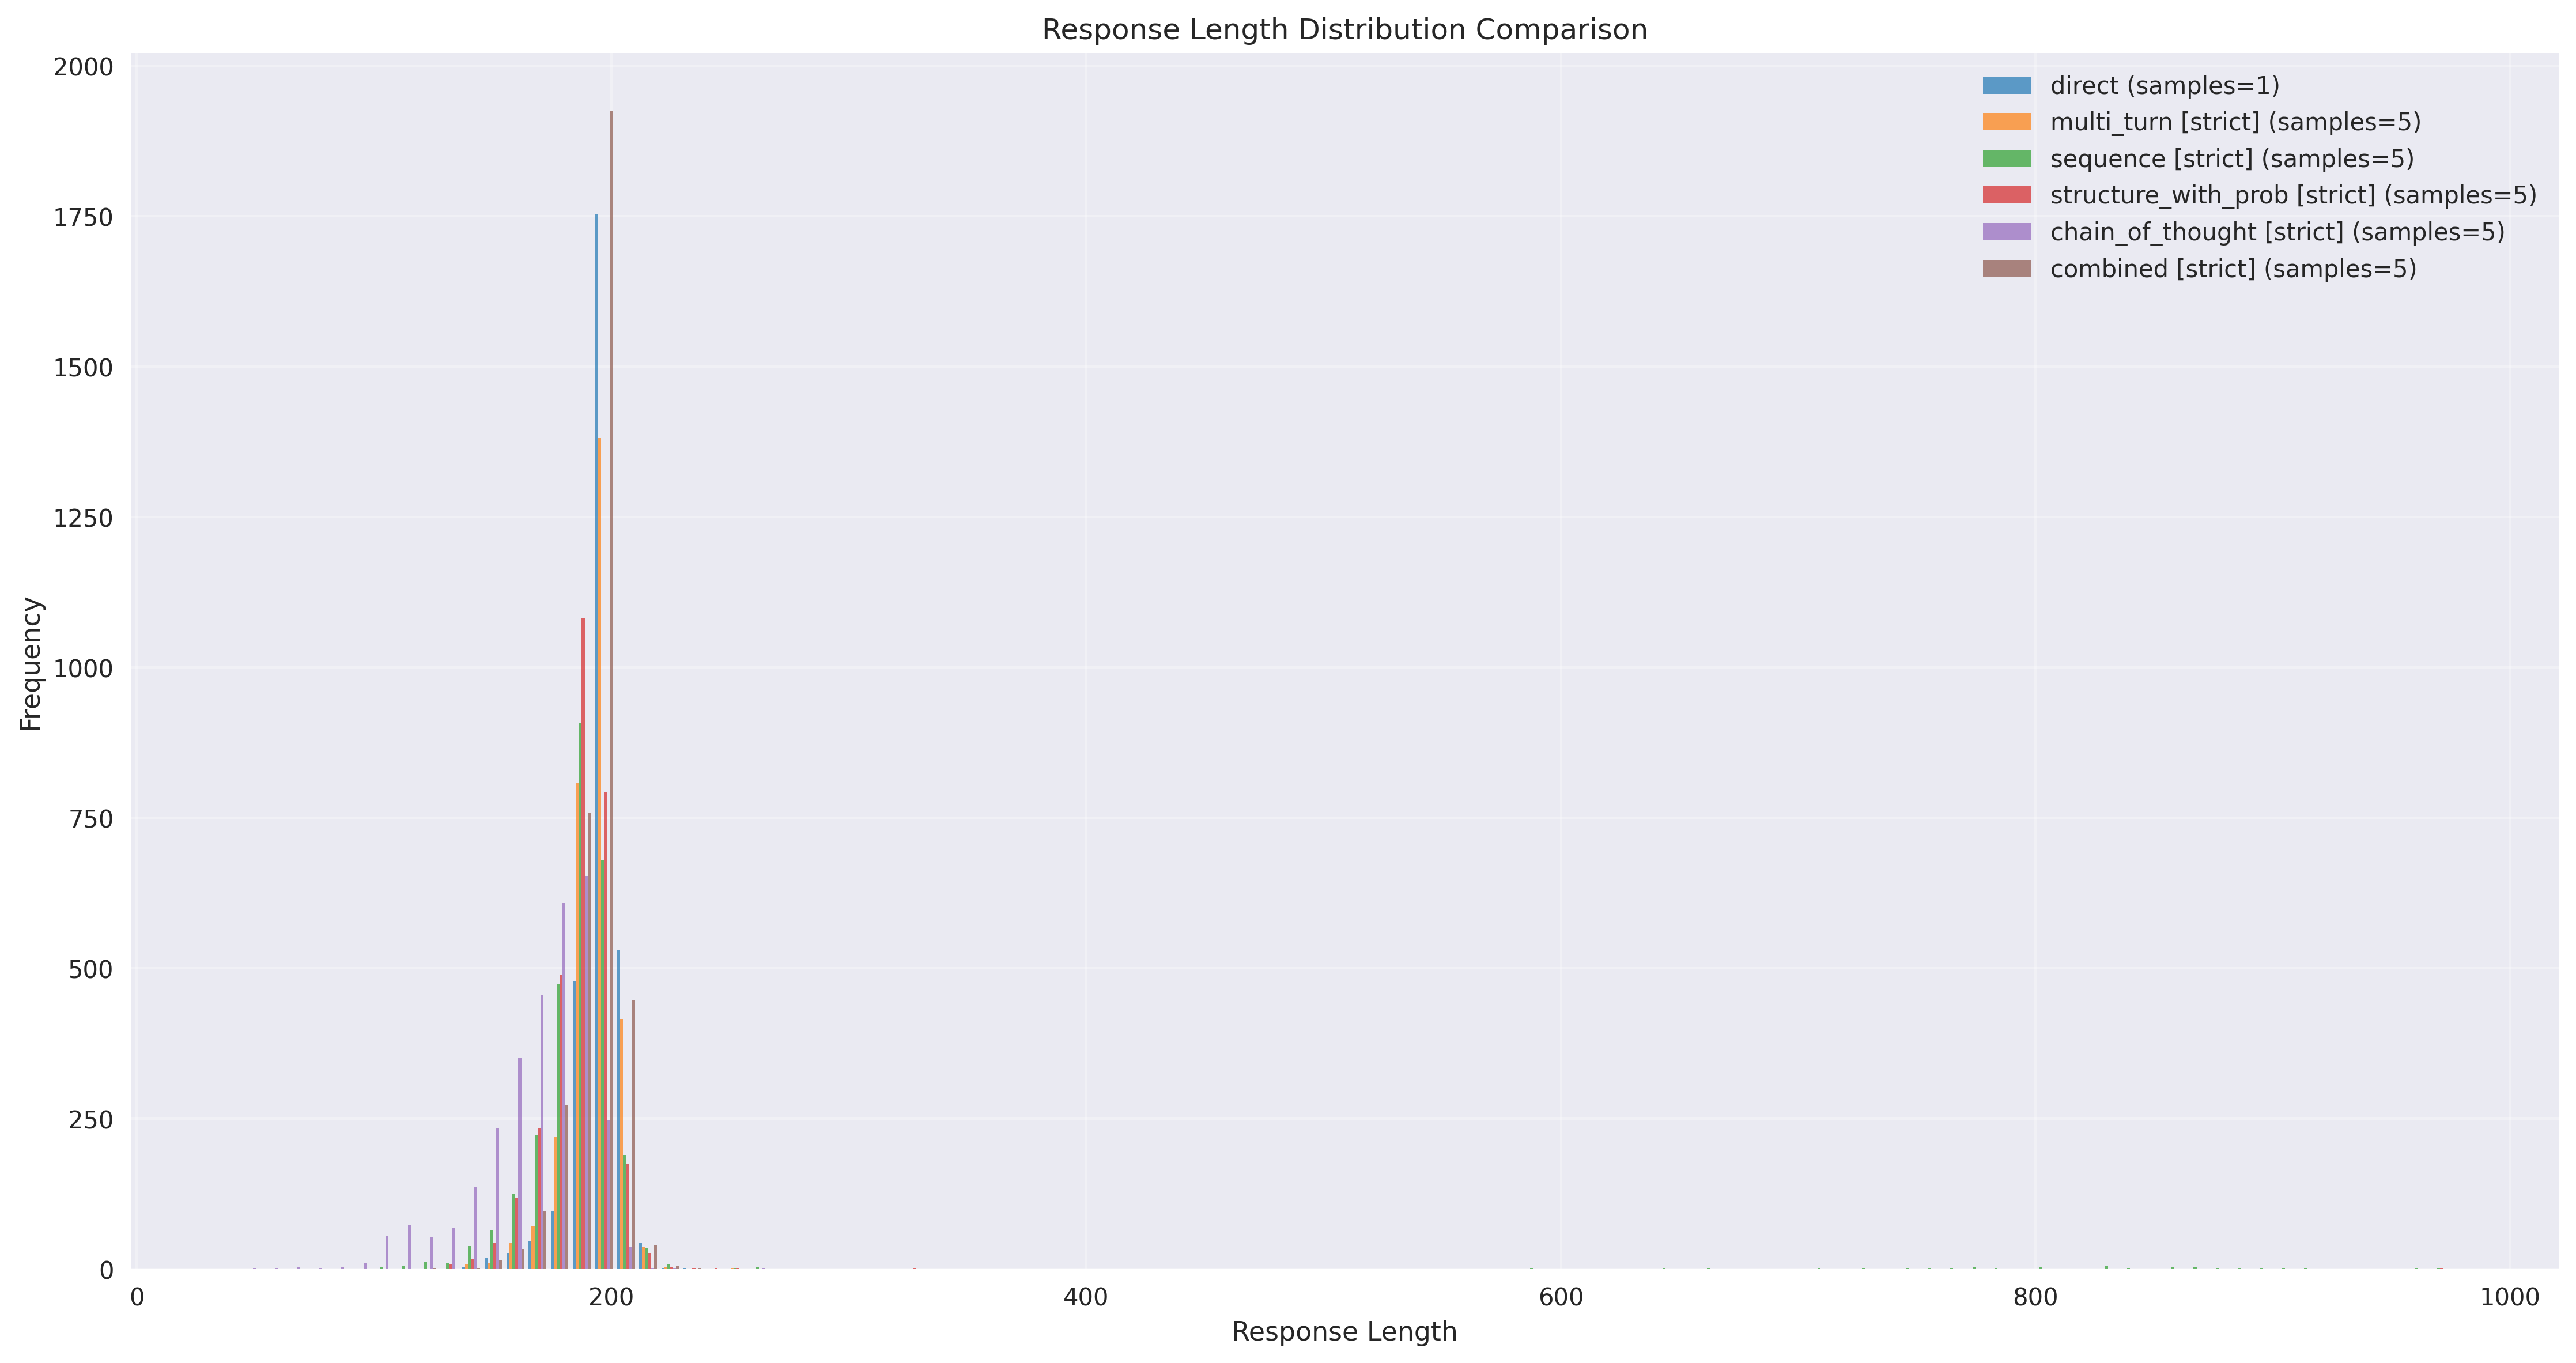 Response Length Distribution Comparison
2000
1750
1500
1250
1000
750
500
250
0
Frequency
direct (samples=1)
multi_turn [strict] (samples=5)
sequence [strict] (samples=5)
structure_with_prob [strict] (samples=5)
chain_of_thought [strict] (samples=5)
combined [strict] (samples=5)
0 200 400 600 800 1000
Response Length